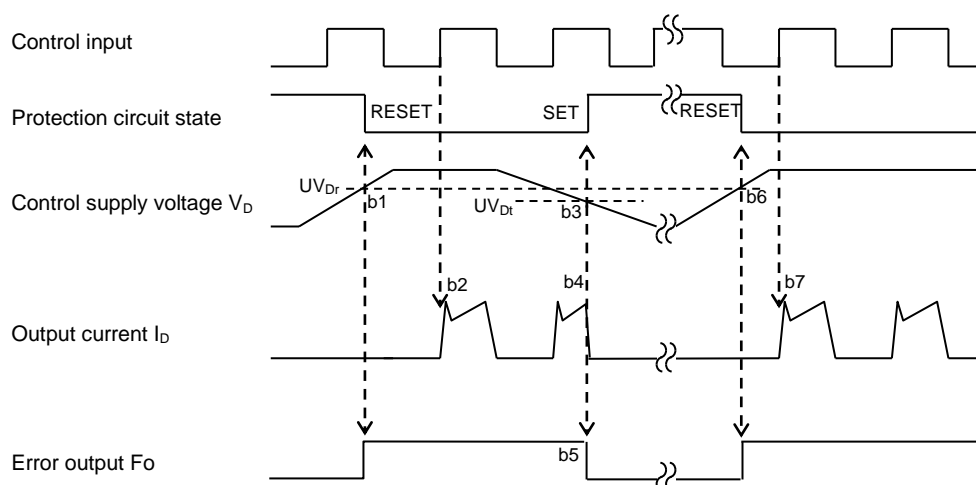 Control input
Protection circuit state
RESET
SET
RESET
Control supply voltage VD
UVDr
b1
UVDt
b3
b6
Output current ID
b2
b4
b7
Error output Fo
b5